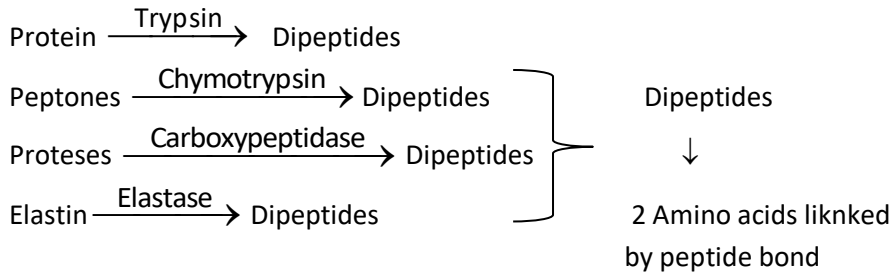 Protein Trypsin → Dipeptides
Peptones Chymotrypsin → Dipeptides
Proteses Carboxypeptidase → Dipeptides
Elastin Elastase → Dipeptides
Dipeptides
↓
2 Amino acids liknked
by peptide bond